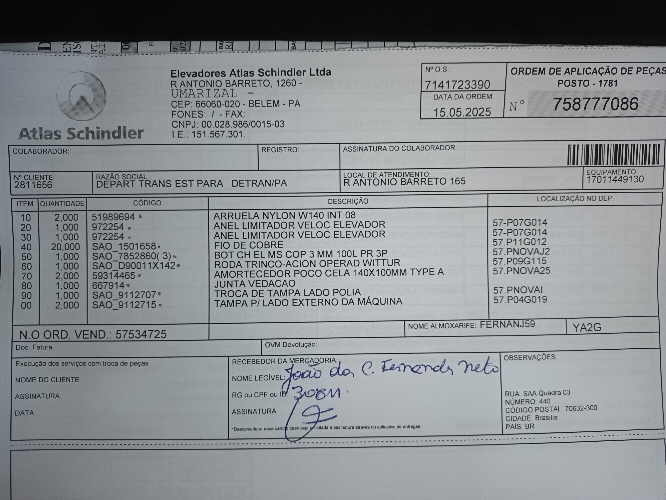 Elevadores Atlas Schindler Ltda
R ANTONIO BARRETO, 1260 -
UMARIZAL -
CEP: 66060-020 - BELEM - PA
FONES: / - FAX:
CNPJ: 00.028.986/0015-03
I.E.: 151.567.301.
Atlas Schindler
N° O.S.
7141723390
DATA DA ORDEM
15.05.2025
ORDEM DE APLICAÇÃO DE PEÇAS
POSTO - 1781
N° 758777086
COLABORADOR:
REGISTRO:
ASSINATURA DO COLABORADOR:
N° CLIENTE
2811656
RAZÃO SOCIAL
DEPART TRANS EST PARA DETRAN/PA
LOCAL DE ATENDIMENTO:
R ANTONIO BARRETO 165
EQUIPAMENTO
17011449130
ITEM QUANTIDADE CODIGO DESCRIÇÃO LOCALIZAÇÃO NO DEP.
10 2,000 51989694 * ARRUELA NYLON W140 INT 08
20 1,000 972254 * ANEL LIMITADOR VELOC ELEVADOR 57-P07G014
30 1,000 972254 * ANEL LIMITADOR VELOC ELEVADOR 57-P07G014
40 20,000 SAO_1501658 * FIO DE COBRE 57.P11G012
50 1,000 SAO_7852860( 3) * BOT CH EL MS COP 3 MM 100L PR 3P 57.PNOVAJ2
60 1,000 SAO_D90011X142 * RODA TRINCO-ACION OPERAD WITTUR 57.P09G115
70 2,000 59314465 * AMORTECEDOR POCO CELA 140X100MM TYPE A 57.PNOVA25
80 1,000 667914 * JUNTA VEDACAO
90 1,000 SAO_9112707 * TROCA DE TAMPA LADO POLIA 57 PNOVAI
00 2,000 SAO_9112715 * TAMPA P/ LADO EXTERNO DA MÁQUINA 57.P04G019
N.O ORD. VEND.: 57534725
NOME ALMOXARIFE: FERNANJ59
YA2G
Doc. Fatura:
OVM Devolução:
Execução dos serviços com troca de peças
NOME DO CLIENTE
ASSINATURA:
DATA
RECEBEDOR DA MERCADORIA
NOME LEGÍVEL: João da C. Fernandes Neto
RG ou CPF ou ID:
ASSINATURA
OBSERVAÇÕES:
RUA: SAA Quadra 03
NÚMERO: 440
CÓDIGO POSTAL: 70632-300
CIDADE: Brasília
PAÍS: BR